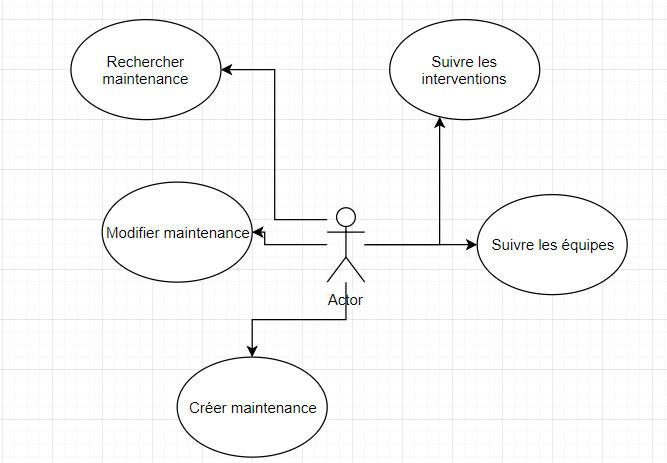 Rechercher
maintenance
Suivre les
interventions
Modifier maintenance
Suivre les équipes
Actor
Créer maintenance